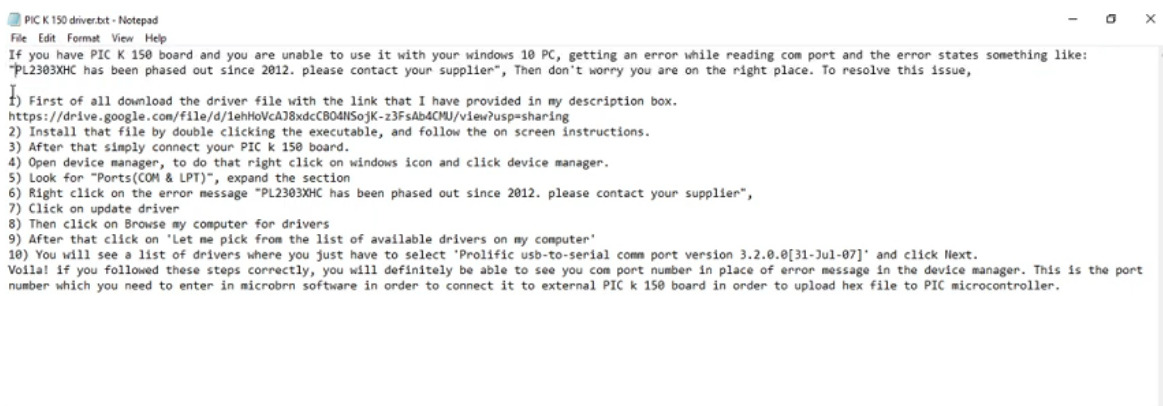 PIC K 150 driver.txt - Notepad
File Edit Format View Help
If you have PIC K 150 board and you are unable to use it with your windows 10 PC, getting an error while reading com port and the error states something like:
"PL2303XHC has been phased out since 2012. please contact your supplier", Then don't worry you are on the right place. To resolve this issue,
1) First of all download the driver file with the link that I have provided in my description box.
https://drive.google.com/file/d/1ehHoVcAJ8xdcCBO4NSojK-z3FsAb4CMU/view?usp=sharing
2) Install that file by double clicking the executable, and follow the on screen instructions.
3) After that simply connect your PIC k 150 board.
4) Open device manager, to do that right click on windows icon and click device manager.
5) Look for "Ports(COM & LPT)", expand the section
6) Right click on the error message "PL2303XHC has been phased out since 2012. please contact your supplier",
7) Click on update driver
8) Then click on Browse my computer for drivers
9) After that click on 'Let me pick from the list of available drivers on my computer'
10) You will see a list of drivers where you just have to select 'Prolific usb-to-serial comm port version 3.2.0.0[31-Jul-07]' and click Next.
Voila! if you followed these steps correctly, you will definitely be able to see you com port number in place of error message in the device manager. This is the port
number which you need to enter in microbrn software in order to connect it to external PIC k 150 board in order to upload hex file to PIC microcontroller.